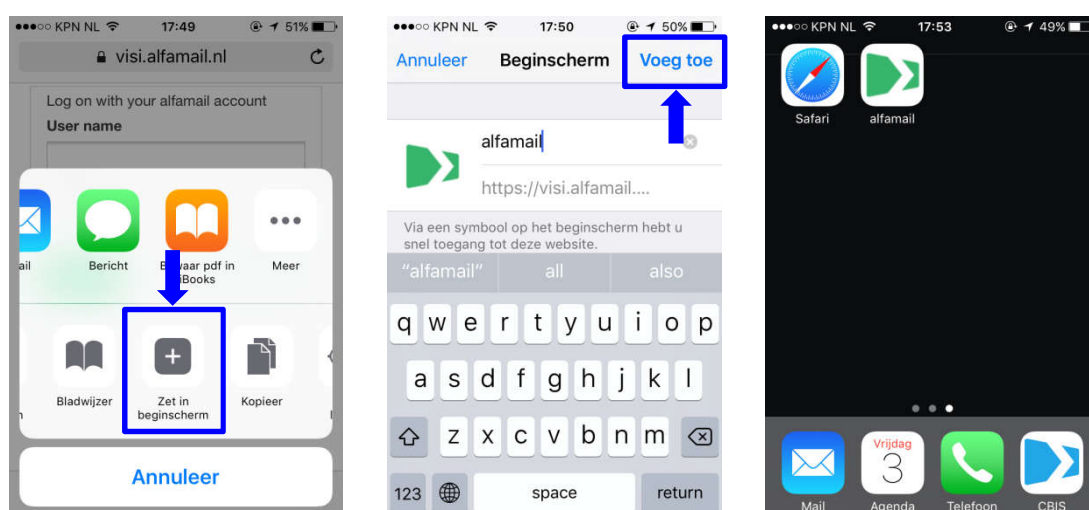 KPN NL 17:49 51%
visi.alfamail.nl
Log on with your alfamail account
User name
ail Bericht Bewaar pdf in iBooks Meer
Bladwijzer Zet in beginscherm Kopieer
Annuleer
KPN NL 17:50 50%
Annuleer Beginscherm Voeg toe
alfamail
https://visi.alfamail....
Via een symbool op het beginscherm hebt u
snel toegang tot deze website.
"alfamail" all also
q w e r t y u i o p
a s d f g h j k l
z x c v b n m
123 space return
KPN NL 17:53 49%
Safari alfamail
Vrijdag
3
Mail Agenda Telefoon CBIS